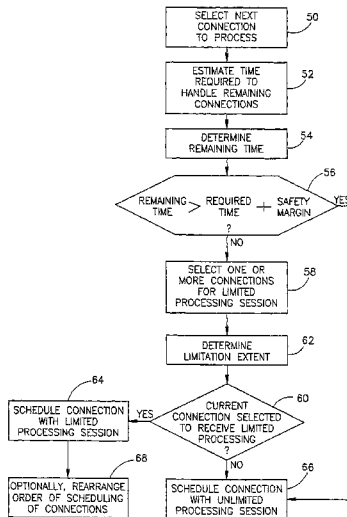 SELECT NEXT
CONNECTION
TO PROCESS
50
ESTIMATE TIME
REQUIRED TO
HANDLE REMAINING
CONNECTIONS
52
DETERMINE
REMAINING TIME
54
56
REMAINING TIME > REQUIRED TIME + SAFETY MARGIN
?
YES
NO
SELECT ONE OR
MORE CONNECTIONS
FOR LIMITED
PROCESSING SESSION
58
DETERMINE
LIMITATION EXTENT
62
60
CURRENT
CONNECTION SELECTED
TO RECEIVE LIMITED
PROCESSING
?
YES
NO
64
SCHEDULE CONNECTION
WITH LIMITED
PROCESSING SESSION
68
OPTIONALLY, REARRANGE
ORDER OF SCHEDULING
OF CONNECTIONS
66
SCHEDULE CONNECTION
WITH UNLIMITED
PROCESSING SESSION